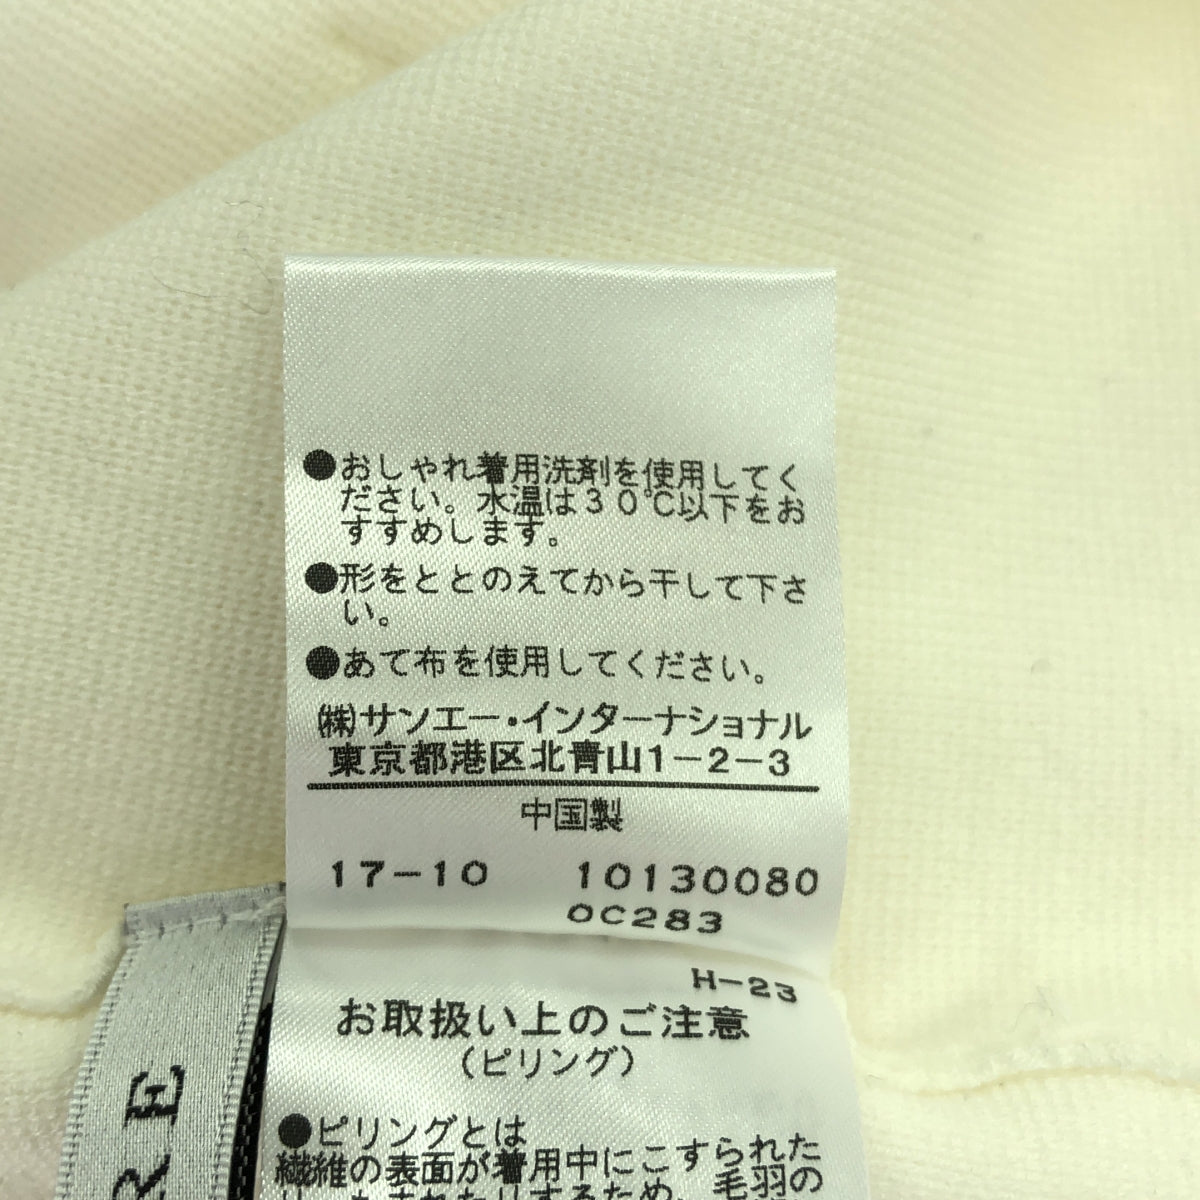 ●おしゃれ着用洗剤を使用してく
ださい。水温は30℃以下をお
すすめします。
●形をととのえてから干して下さ
い。
●あて布を使用してください。
㈱サンエー・インターナショナル
東京都港区北青山1-2-3
中国製
17-10 10130080
0C283
H-23
お取扱い上のご注意
(ピリング)
●ピリングとは
繊維の表面が着用中にこすられた
毛羽の
RE